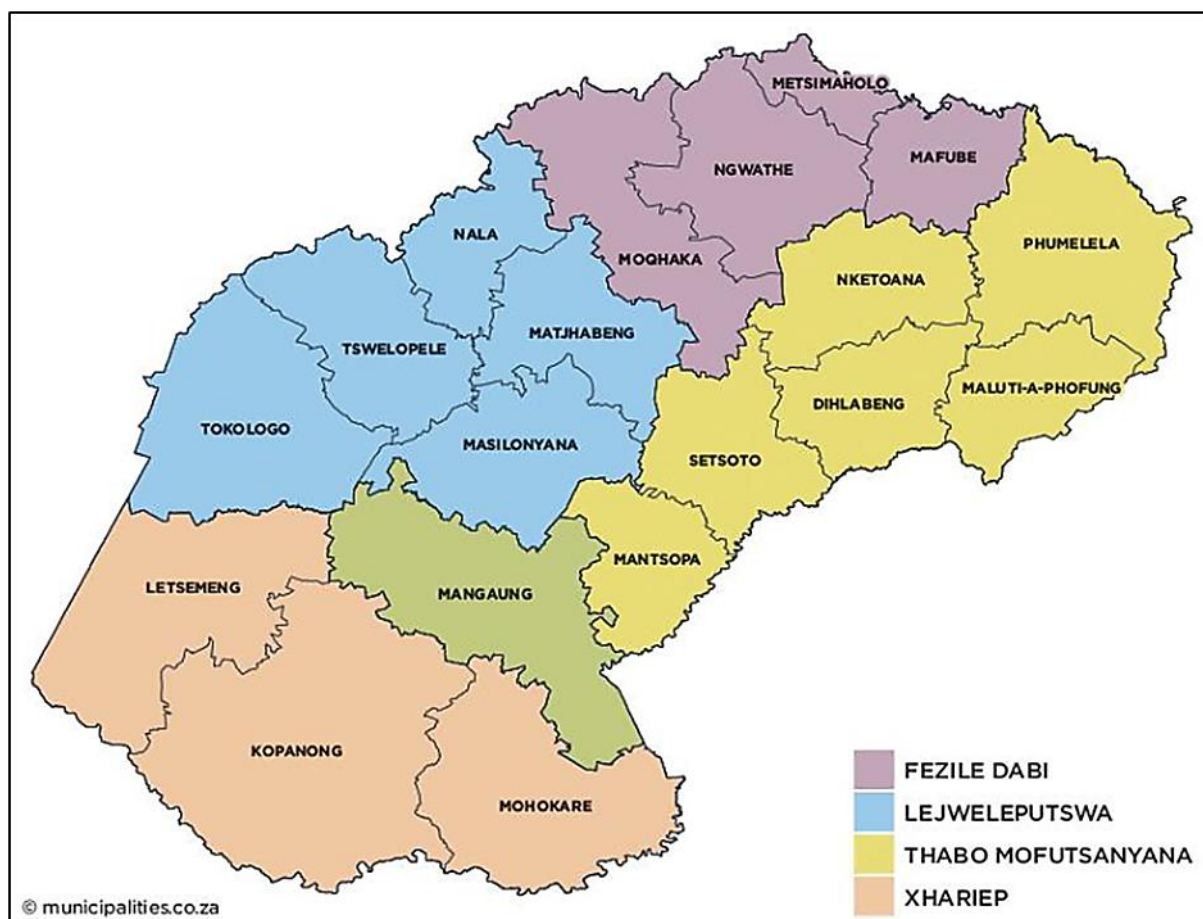 METSIMAHOLO
NGWATHE
MAFUBE
NALA
MOQHAKA
PHUMELELA
NKETOANA
TSWELOPELE
MATJHABENG
MALUTI-A-PHOFUNG
DIHLABENG
TOKOLOGO
MASILONYANA
SETSOTO
LETSEMENG
MANGAUNG
MANTSOPA
KOPANONG
MOHOKARE
FEZILE DABI
LEJWELEPUTSWA
THABO MOFUTSANYANA
XHARIEP
© municipalities.co.za